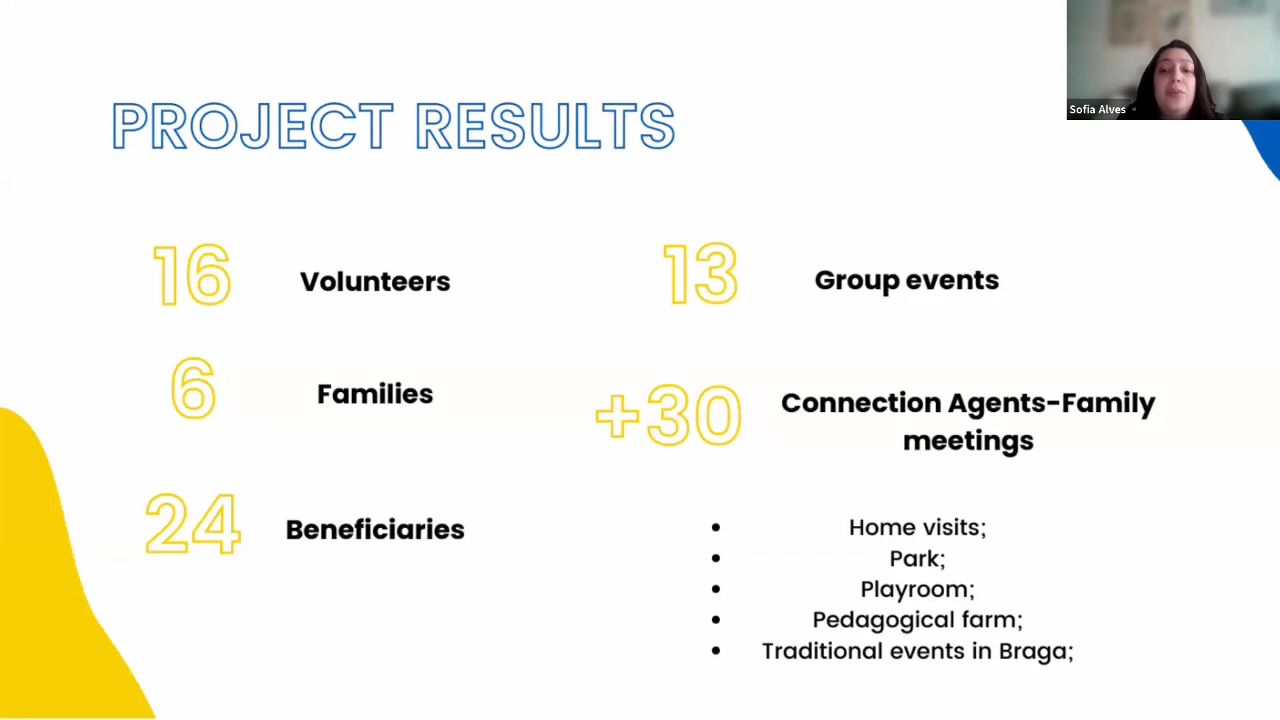 Sofia Alves
PROJECT RESULTS
16 Volunteers
6 Families
24 Beneficiaries
13 Group events
+30 Connection Agents-Family
meetings
• Home visits;
• Park;
• Playroom;
• Pedagogical farm;
• Traditional events in Braga;